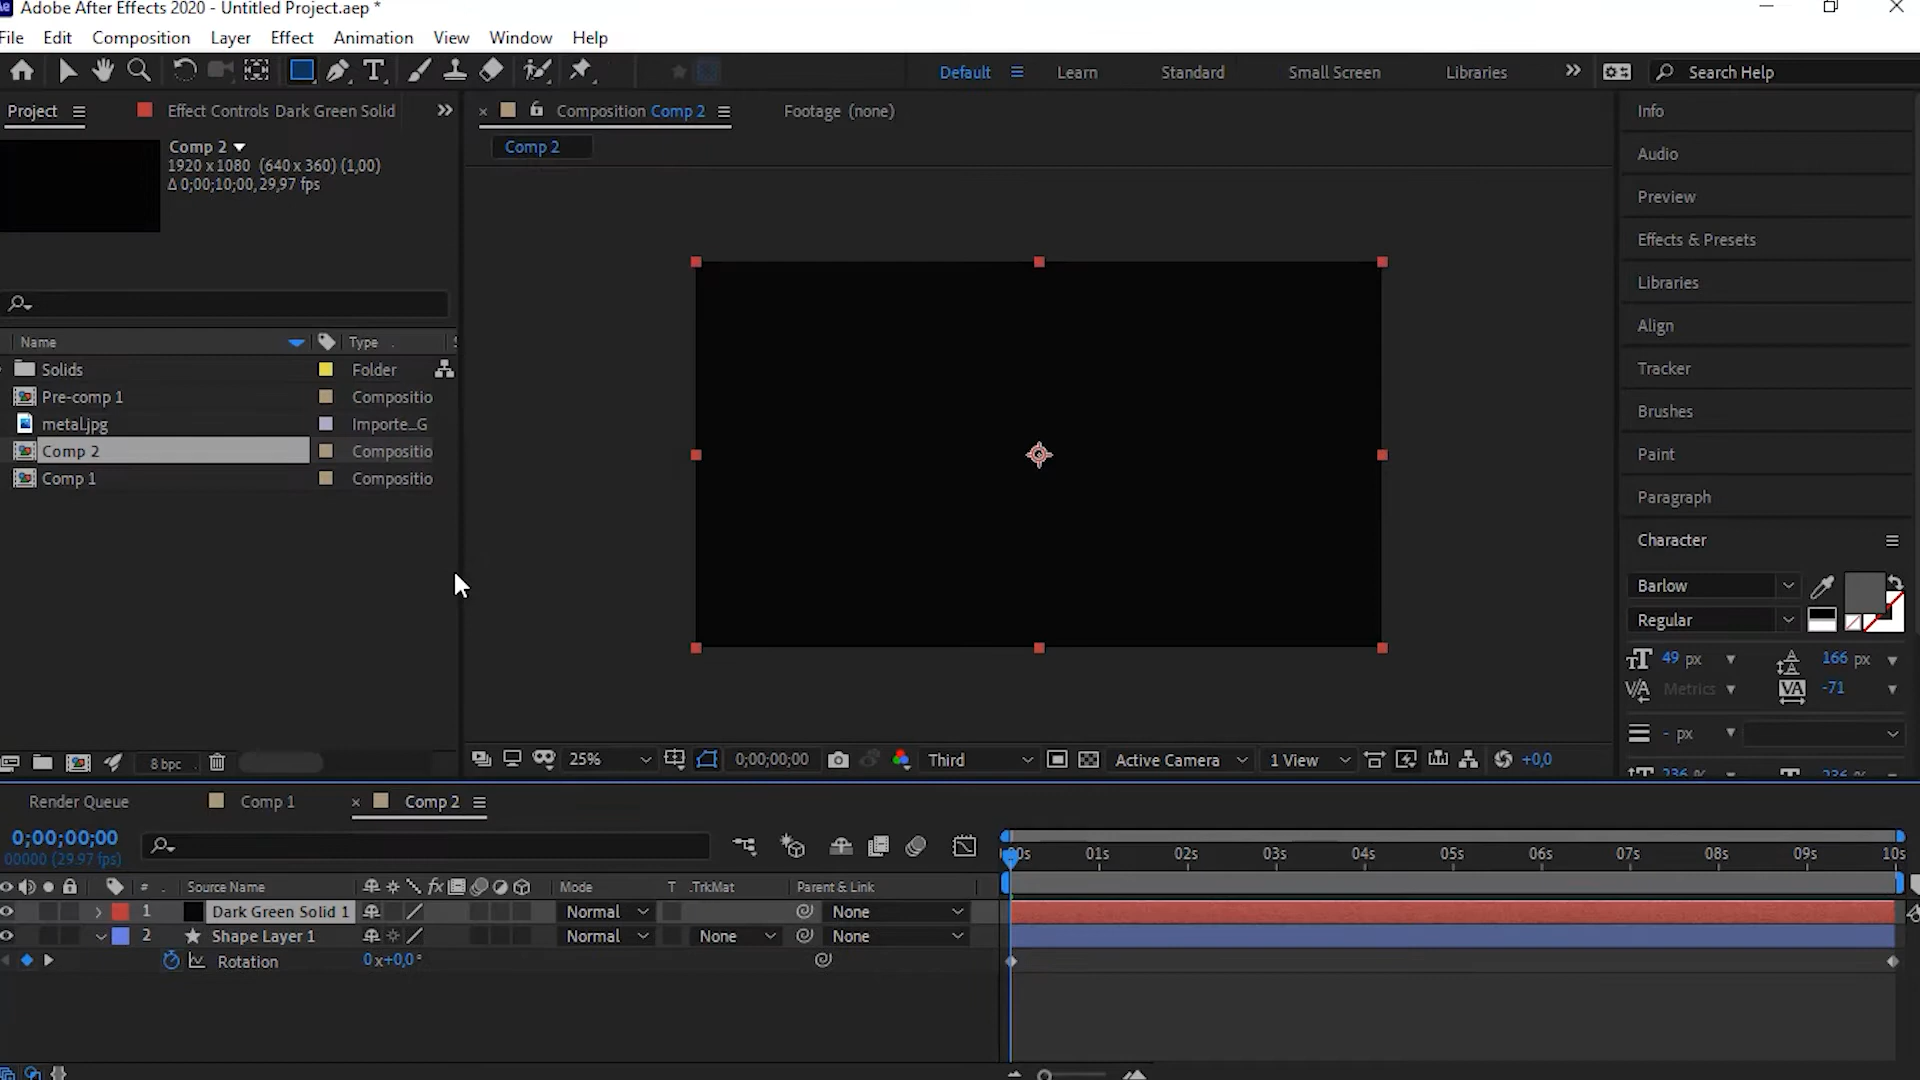 Adobe After Effects 2020 - Untitled Project.aep *
File Edit Composition Layer Effect Animation View Window Help
Default Learn Standard Small Screen Libraries Search Help
Project Effect Controls Dark Green Solid
Composition Comp 2 Footage (none)
Comp 2
Comp 2
1920 x 1080 (640 x 360) (1,00)
Δ 0;00;10;00, 29,97 fps
Name Type
Solids Folder
Pre-comp 1 Compositio
metal.jpg Importe_G
Comp 2 Compositio
Comp 1 Compositio
8 bpc
25% 0;00;00;00 Third Active Camera 1 View +0,0
Info
Audio
Preview
Effects & Presets
Libraries
Align
Tracker
Brushes
Paint
Paragraph
Character
Barlow
Regular
49 px 166 px
Metrics -71
- px
236 % 236 %
Render Queue Comp 1 Comp 2
0;00;00;00
00000 (29.97 fps)
:00s 01s 02s 03s 04s 05s 06s 07s 08s 09s 10s
# Source Name Mode T .TrkMat Parent & Link
1 Dark Green Solid 1 Normal None
2 Shape Layer 1 Normal None None
Rotation 0x+0,0°